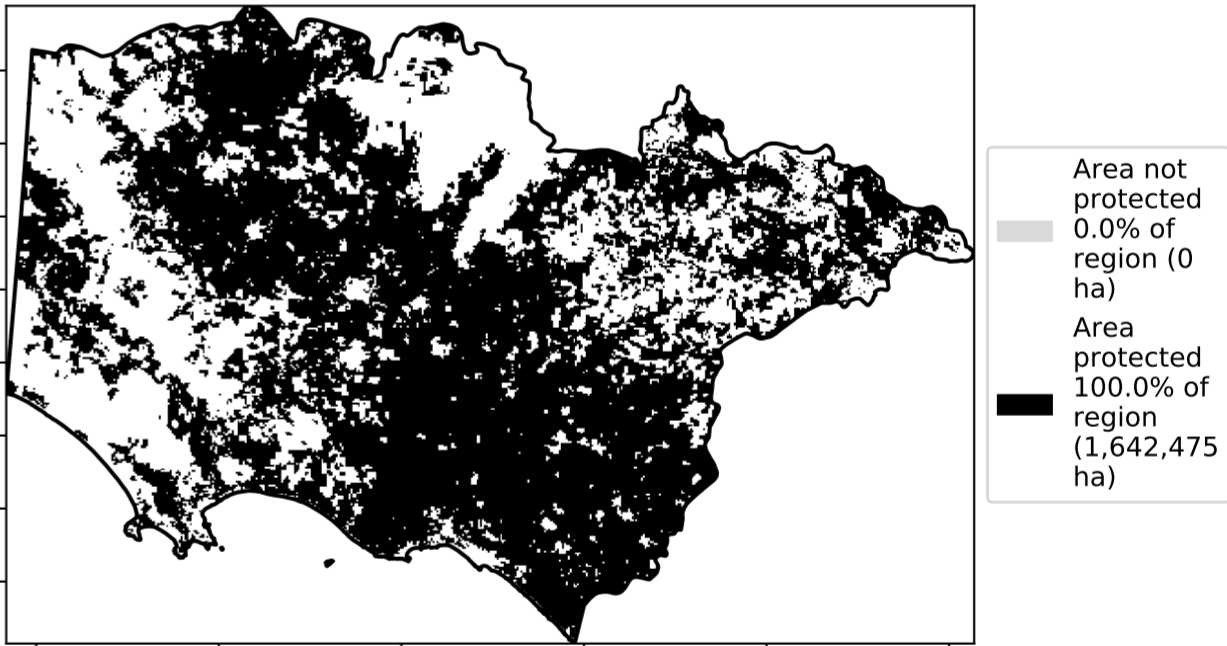 Area not
protected
0.0% of
region (0
ha)
Area
protected
100.0% of
region
(1,642,475
ha)